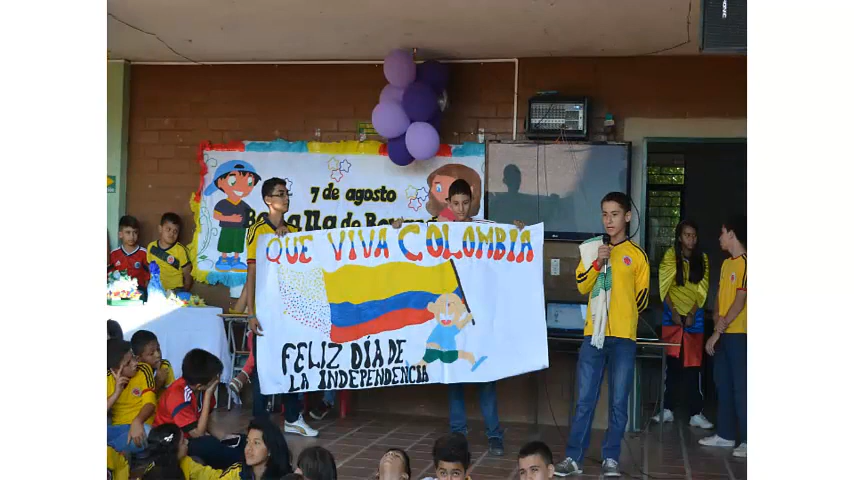 7 de agosto
QUE VIVA COLOMBIA
FELIZ DÍA DE
LA INDEPENDENCIA